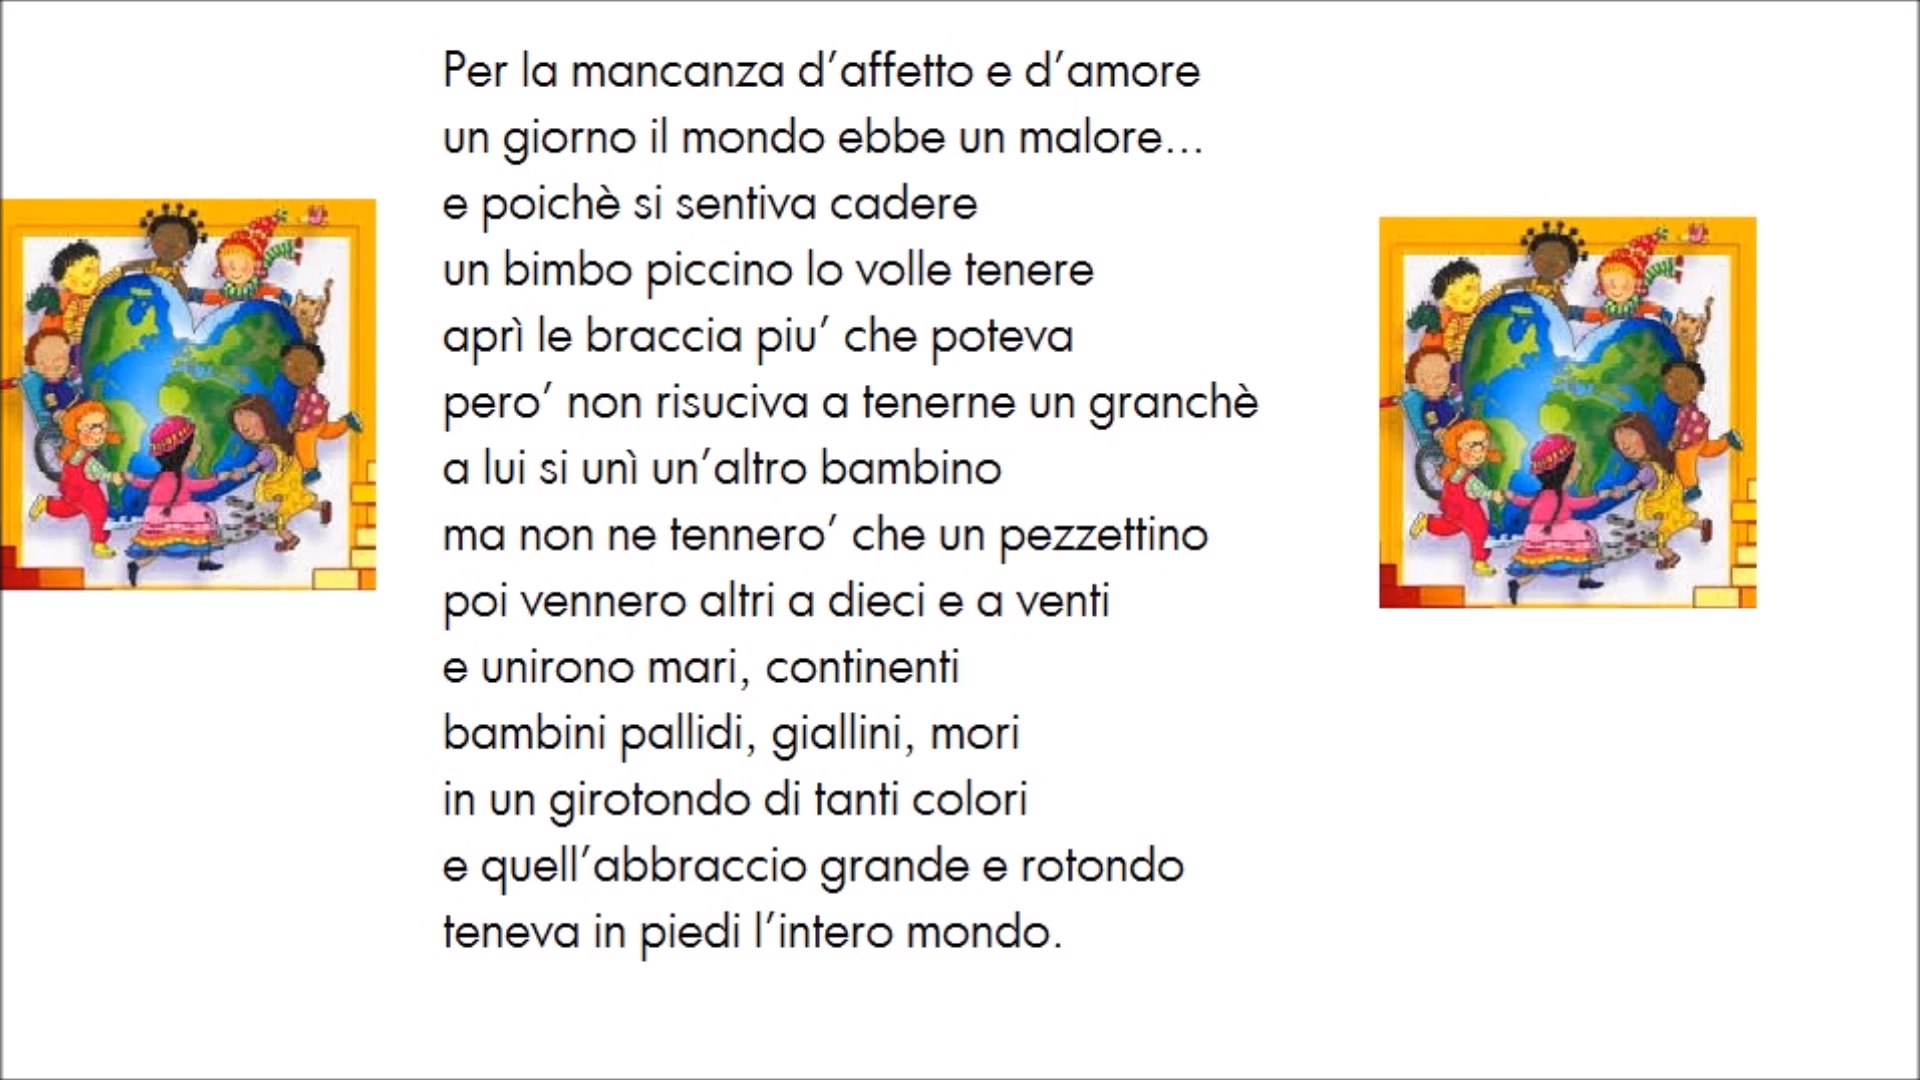 Per la mancanza d’affetto e d’amore
un giorno il mondo ebbe un malore...
e poichè si sentiva cadere
un bimbo piccino lo volle tenere
aprì le braccia piu’ che poteva
pero’ non risuciva a tenerne un granchè
a lui si unì un’altro bambino
ma non ne tennero’ che un pezzettino
poi vennero altri a dieci e a venti
e unirono mari, continenti
bambini pallidi, giallini, mori
in un girotondo di tanti colori
e quell’abbraccio grande e rotondo
teneva in piedi l’intero mondo.